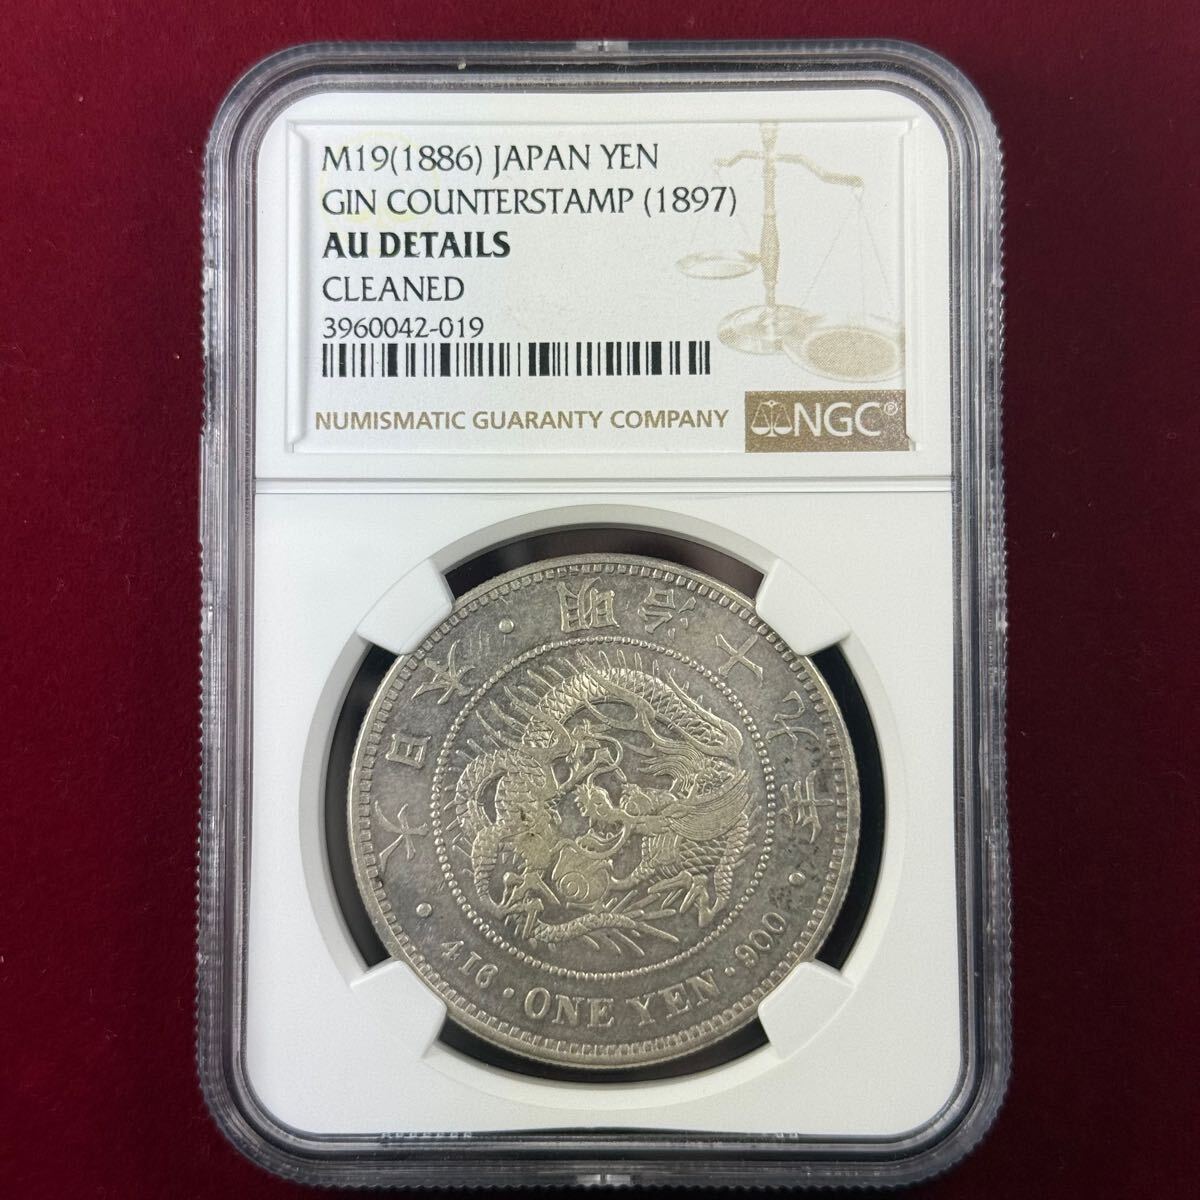 M19(1886) JAPAN YEN
GIN COUNTERSTAMP (1897)
AU DETAILS
CLEANED
3960042-019
NUMISMATIC GUARANTY COMPANY
NGC®
大日本 · 明治十九年 ·
416 · ONE YEN · 900